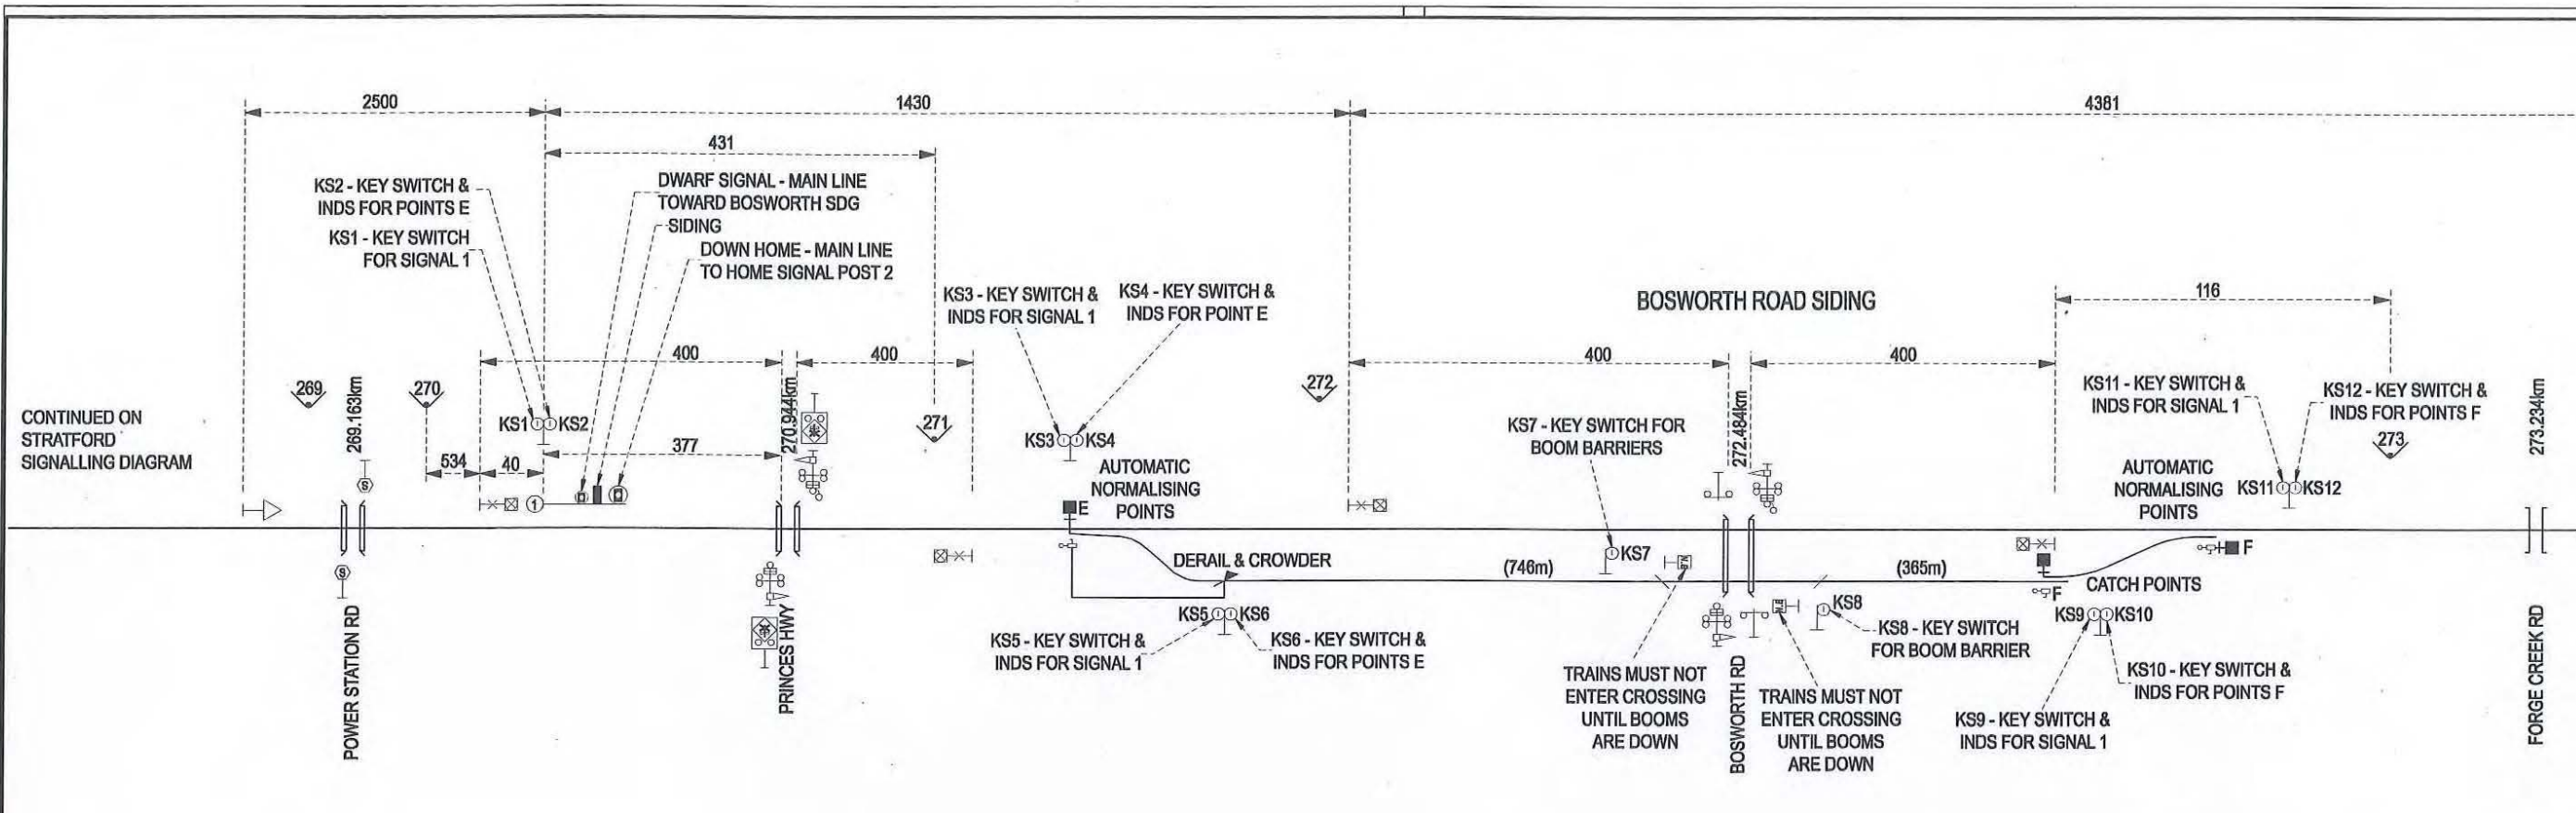 2500
1430
4381
431
KS2 - KEY SWITCH &
INDS FOR POINTS E
KS1 - KEY SWITCH
FOR SIGNAL 1
DWARF SIGNAL - MAIN LINE
TOWARD BOSWORTH SDG
SIDING
DOWN HOME - MAIN LINE
TO HOME SIGNAL POST 2
KS3 - KEY SWITCH &
INDS FOR SIGNAL 1
KS4 - KEY SWITCH &
INDS FOR POINT E
BOSWORTH ROAD SIDING
116
400
400
400
400
269
269.163km
270
270.944km
271
272
272.484km
KS11 - KEY SWITCH &
INDS FOR SIGNAL 1
KS12 - KEY SWITCH &
INDS FOR POINTS F
273
273.234km
CONTINUED ON
STRATFORD
SIGNALLING DIAGRAM
KS1 KS2
534
40
377
KS3 KS4
KS7 - KEY SWITCH FOR
BOOM BARRIERS
AUTOMATIC
NORMALISING
POINTS
AUTOMATIC
NORMALISING
POINTS
KS11 KS12
S
1
E
S
DERAIL & CROWDER
(746m)
KS7
(365m)
F
CATCH POINTS
F
KS5 KS6
KS8
KS9 KS10
POWER STATION RD
PRINCES HWY
KS5 - KEY SWITCH &
INDS FOR SIGNAL 1
KS6 - KEY SWITCH &
INDS FOR POINTS E
KS8 - KEY SWITCH
FOR BOOM BARRIER
TRAINS MUST NOT
ENTER CROSSING
UNTIL BOOMS
ARE DOWN
BOSWORTH RD
TRAINS MUST NOT
ENTER CROSSING
UNTIL BOOMS
ARE DOWN
KS10 - KEY SWITCH &
INDS FOR POINTS F
KS9 - KEY SWITCH &
INDS FOR SIGNAL 1
FORGE CREEK RD